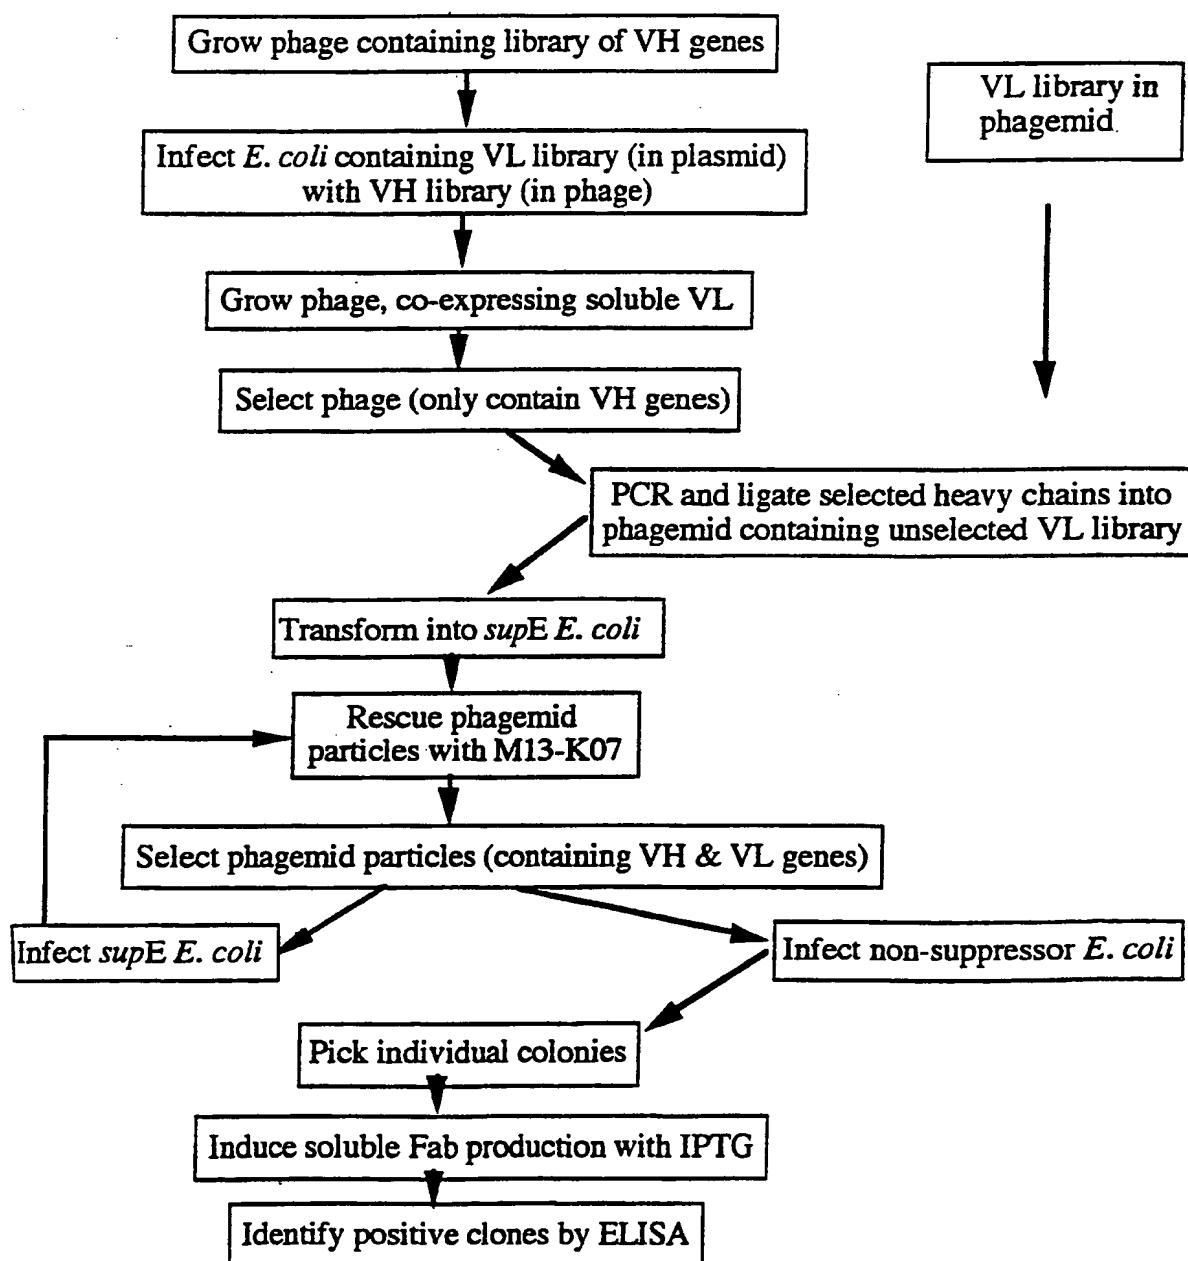 Grow phage containing library of VH genes
VL library in
phagemid
Infect E. coli containing VL library (in plasmid)
with VH library (in phage)
Grow phage, co-expressing soluble VL
Select phage (only contain VH genes)
PCR and ligate selected heavy chains into
phagemid containing unselected VL library
Transform into supE E. coli
Rescue phagemid
particles with M13-K07
Select phagemid particles (containing VH & VL genes)
Infect supE E. coli
Infect non-suppressor E. coli
Pick individual colonies
Induce soluble Fab production with IPTG
Identify positive clones by ELISA